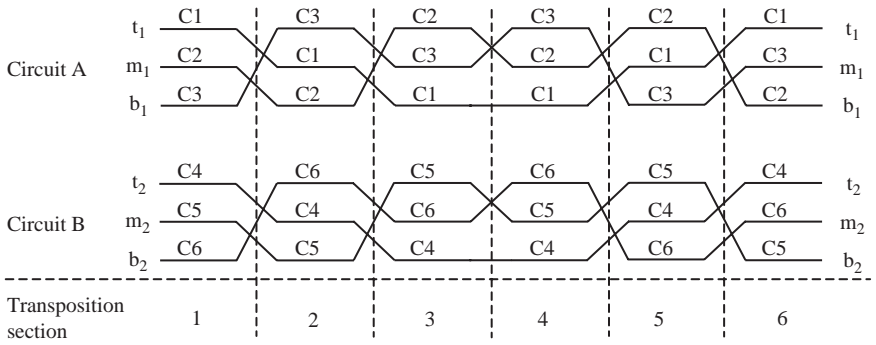 C1 C3 C2 C3 C2 C1
t1 t1
C2 C1 C3 C2 C1 C3
Circuit A m1 m1
C3 C2 C1 C1 C3 C2
b1 b1
C4 C6 C5 C6 C5 C4
t2 t2
C5 C4 C6 C5 C4 C6
Circuit B m2 m2
C6 C5 C4 C4 C6 C5
b2 b2
Transposition
section 1 2 3 4 5 6